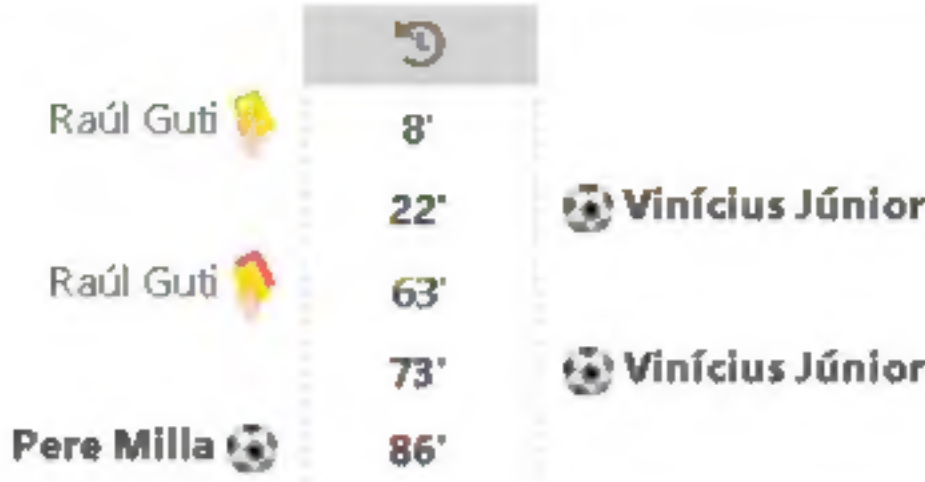 Raúl Guti 8'
22' Vinícius Júnior
Raúl Guti 63'
73' Vinícius Júnior
Pere Milla 86'